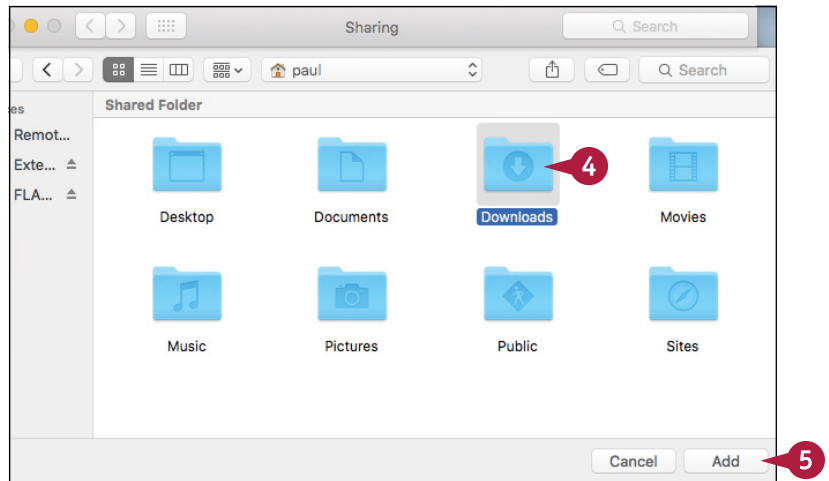 Sharing
Search
paul
Search
es
Shared Folder
Remot...
Exte...
FLA...
4
Desktop
Documents
Downloads
Movies
Music
Pictures
Public
Sites
Cancel
Add
5